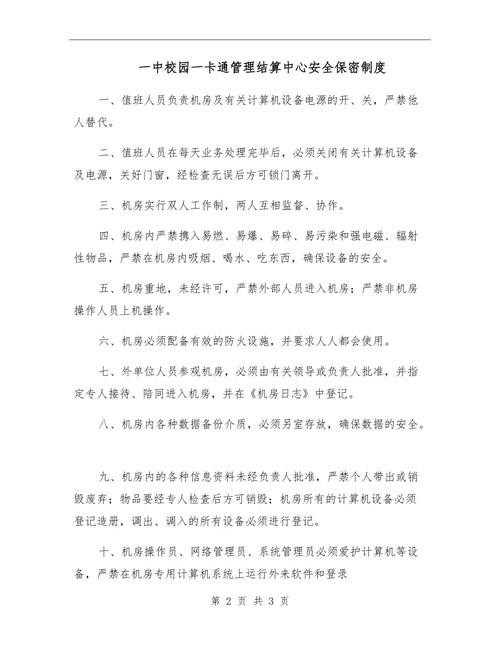 一中校园一卡通管理结算中心安全保密制度
一、值班人员负责机房及有关计算机设备电源的开、关，严禁他
人替代。
二、值班人员在每天业务处理完毕后，必须关闭有关计算机设备
及电源，关好门窗，经检查无误后方可锁门离开。
三、机房实行双人工作制，两人互相监督、协作。
四、机房内严禁携入易燃、易爆、易碎、易污染和强电磁、辐射
性物品，严禁在机房内吸烟、喝水、吃东西，确保设备的安全。
五、机房重地，未经许可，严禁外部人员进入机房；严禁非机房
操作人员上机操作。
六、机房必须配备有效的防火设施，并要求人人都会使用。
七、外单位人员参观机房，必须由有关领导或负责人批准，并指
定专人接待、陪同进入机房，并在《机房日志》中登记。
八、机房内各种数据备份介质，必须另室存放，确保数据的安全。
九、机房内的各种信息资料未经负责人批准，严禁个人带出或销
毁废弃；物品要经专人检查后方可销毁；机房所有的计算机设备必须
登记造册，调出、调入的所有设备必须进行登记。
十、机房操作员、网络管理员、系统管理员必须爱护计算机等设
备，严禁在机房专用计算机系统上运行外来软件和登录
第 2 页 共 3 页